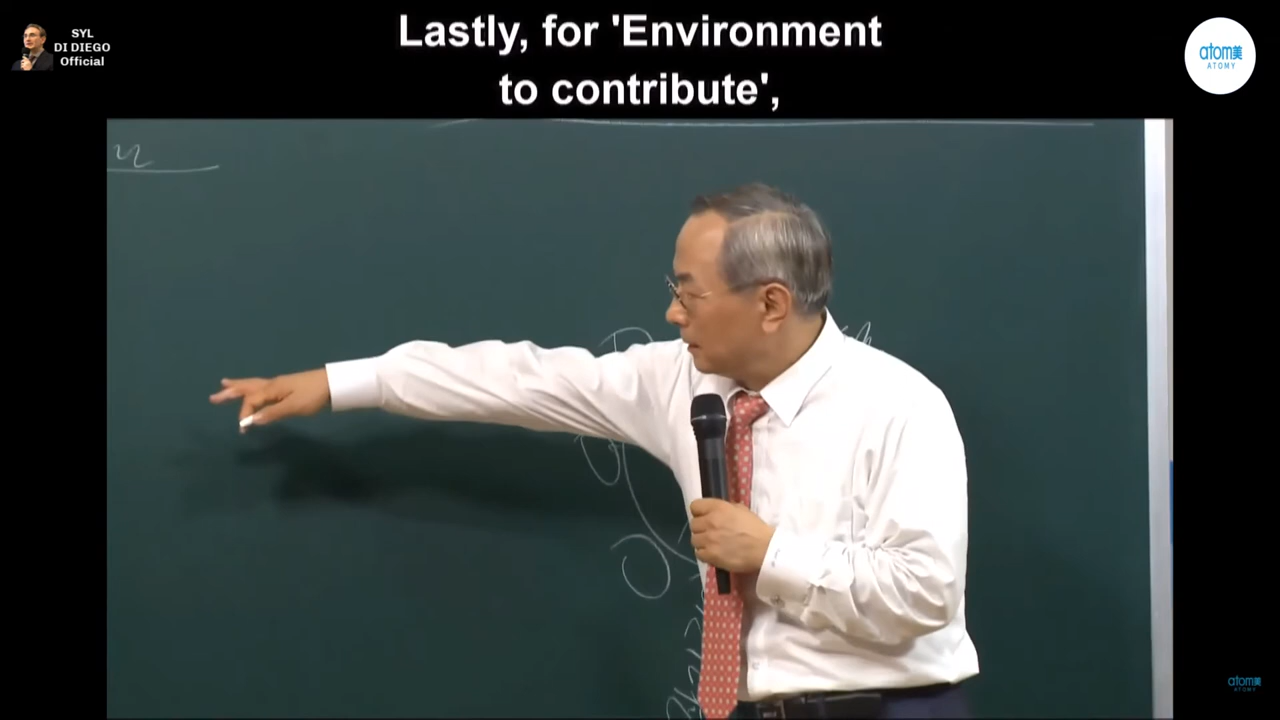 SYL
DI DIEGO
Official
Lastly, for 'Environment
to contribute',
atom美
ATOMY
atom美
ATOMY